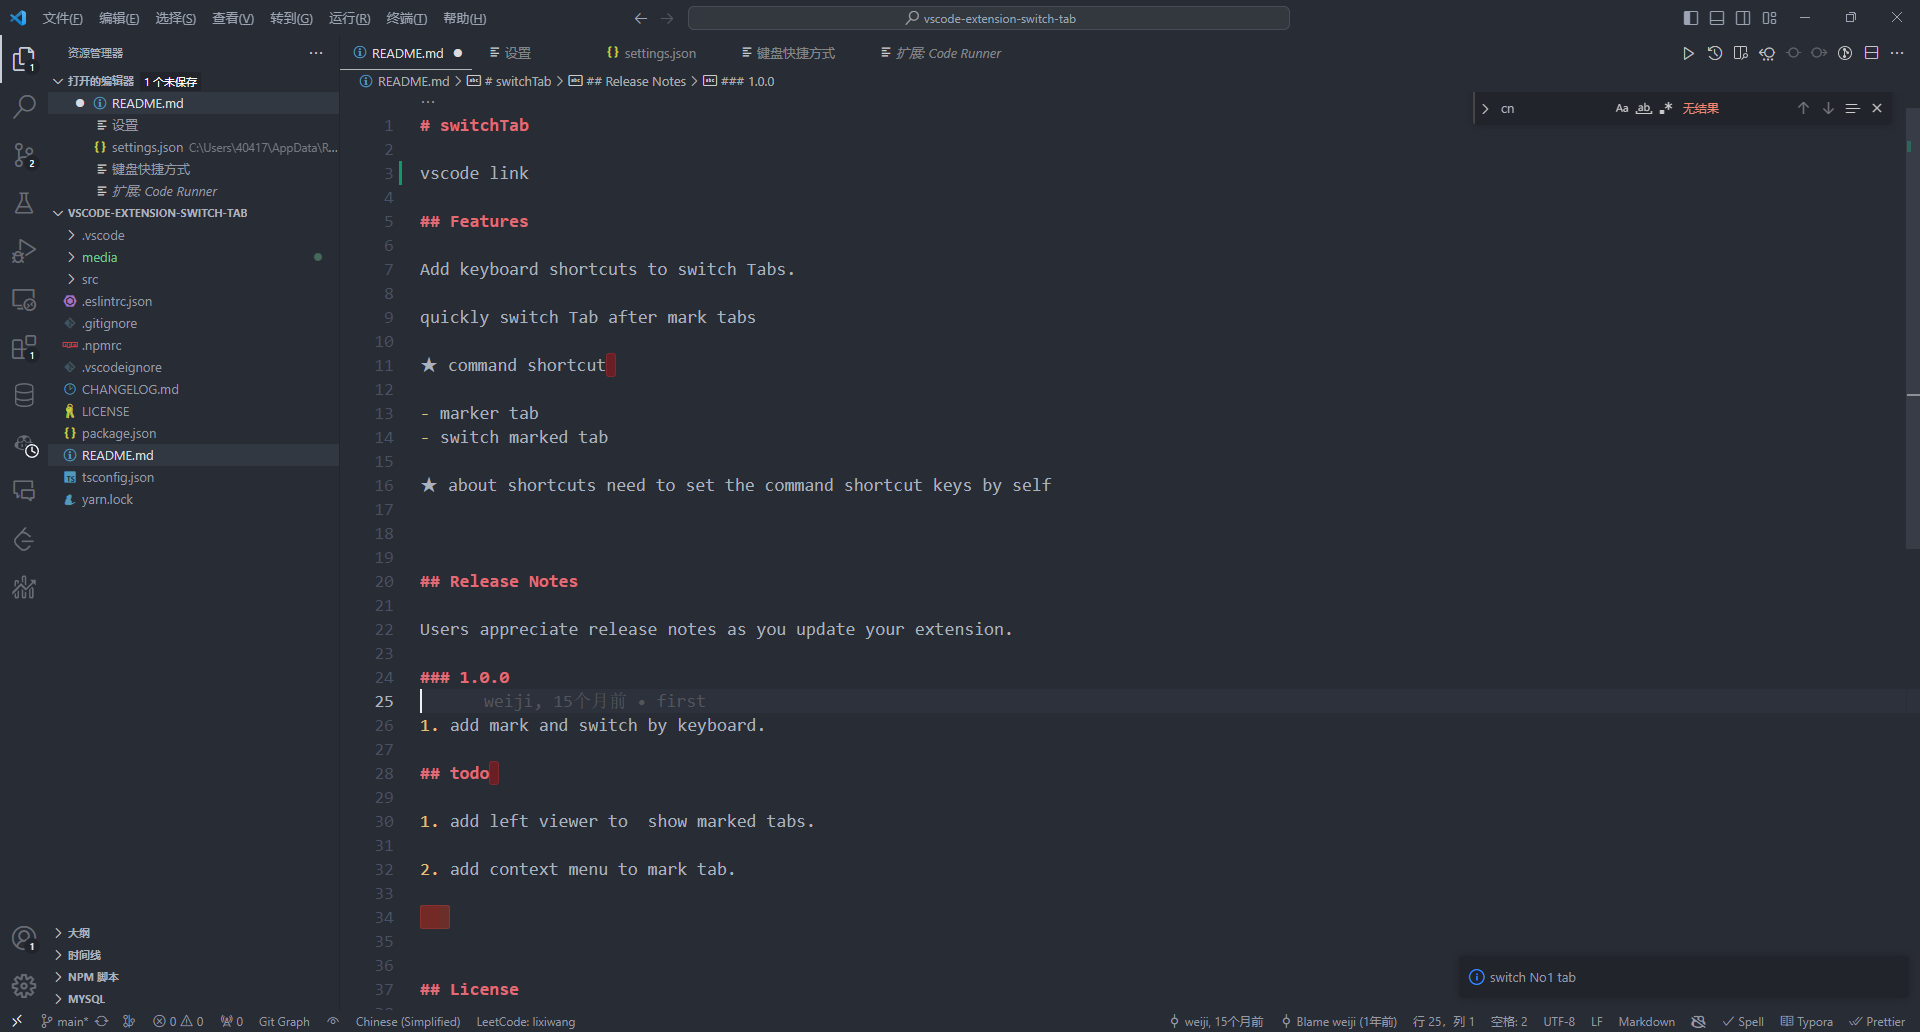 文件(F) 编辑(E) 选择(S) 查看(V) 转到(G) 运行(R) 终端(T) 帮助(H) vscode-extension-switch-tab
资源管理器
打开的编辑器 1 个未保存
README.md
设置
settings.json C:\Users\40417\AppData\R...
键盘快捷方式
扩展: Code Runner
VSCODE-EXTENSION-SWITCH-TAB
.vscode
media
src
.eslintrc.json
.gitignore
.npmrc
.vscodeignore
CHANGELOG.md
LICENSE
package.json
README.md
tsconfig.json
yarn.lock
大纲
时间线
NPM 脚本
MYSQL
1
2
1
1
README.md 设置 settings.json 键盘快捷方式 扩展: Code Runner
README.md > # switchTab > ## Release Notes > ### 1.0.0
cn Aa ab .* 无结果
1 # switchTab
2
3 vscode link
4
5 ## Features
6
7 Add keyboard shortcuts to switch Tabs.
8
9 quickly switch Tab after mark tabs
10
11 ★ command shortcut
12
13 - marker tab
14 - switch marked tab
15
16 ★ about shortcuts need to set the command shortcut keys by self
17
18
19
20 ## Release Notes
21
22 Users appreciate release notes as you update your extension.
23
24 ### 1.0.0
25 weiji, 15个月前 • first
26 1. add mark and switch by keyboard.
27
28 ## todo
29
30 1. add left viewer to  show marked tabs.
31
32 2. add context menu to mark tab.
33
34
35
36
37 ## License
switch No1 tab
main* 0 0 0 Git Graph Chinese (Simplified) LeetCode: lixiwang weiji, 15个月前 Blame weiji (1年前) 行 25, 列 1 空格: 2 UTF-8 LF Markdown Spell Typora Prettier